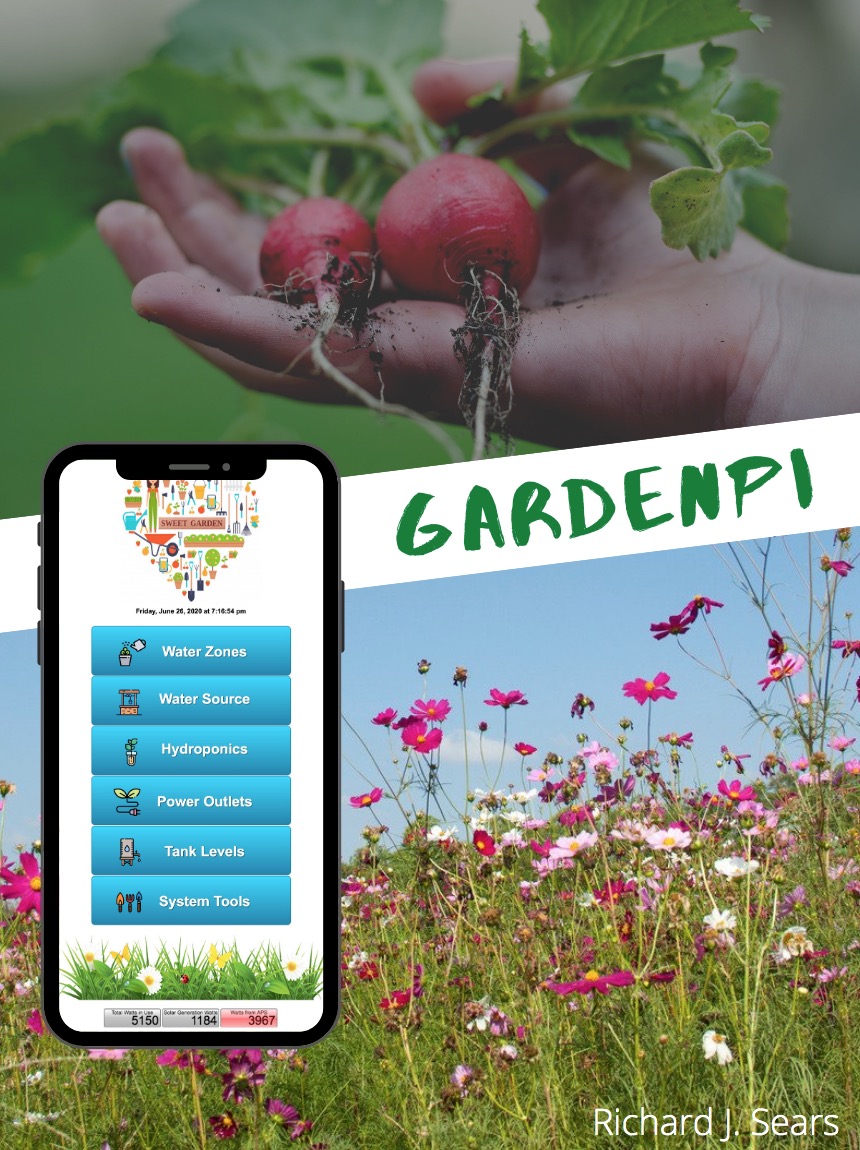 GARDENPI
SWEET GARDEN
Friday, June 26, 2020 at 7:16:54 pm
Water Zones
Water Source
Hydroponics
Power Outlets
Tank Levels
System Tools
Total Watts in Use Solar Generation Watts Watts from APS
5150 1184 3967
Richard J. Sears